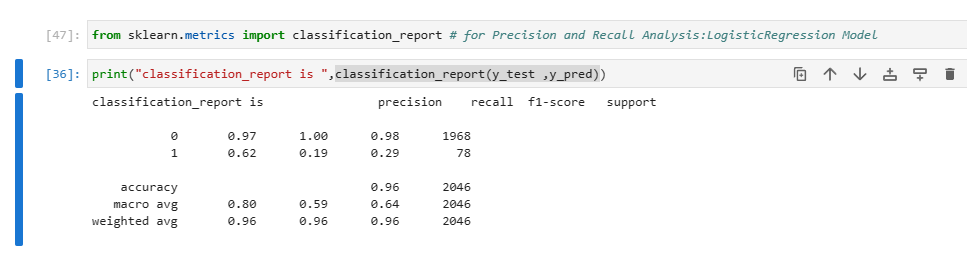 [47]: from sklearn.metrics import classification_report # for Precision and Recall Analysis:LogisticRegression Model
[36]: print("classification_report is ",classification_report(y_test ,y_pred))
classification_report is                precision    recall  f1-score   support

           0       0.97      1.00      0.98      1968
           1       0.62      0.19      0.29        78

    accuracy                           0.96      2046
   macro avg       0.80      0.59      0.64      2046
weighted avg       0.96      0.96      0.96      2046